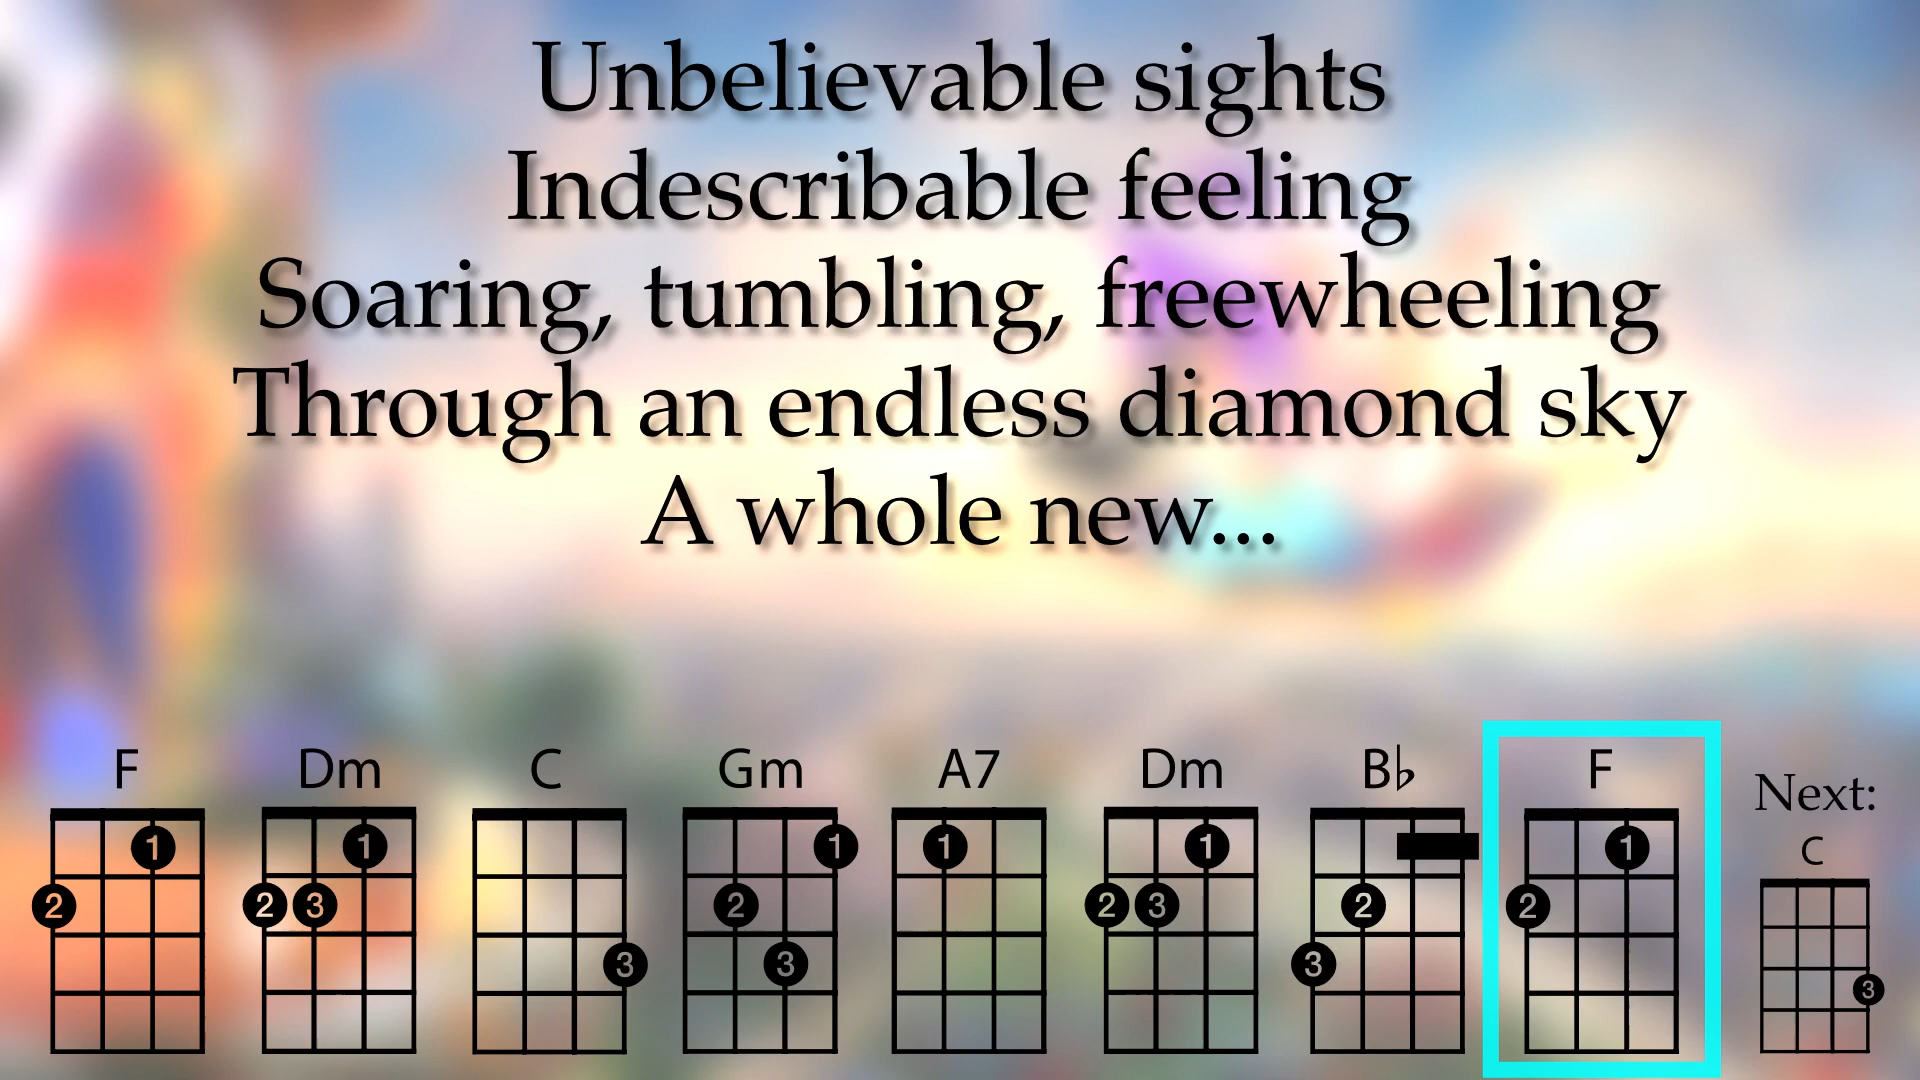 Unbelievable sights
Indescribable feeling
Soaring, tumbling, freewheeling
Through an endless diamond sky
A whole new...
F Dm C Gm A7 Dm B♭ F Next:
C
1 1 1 1 1 1
2 2 3 2 2 3 2 2
3 3 3 3